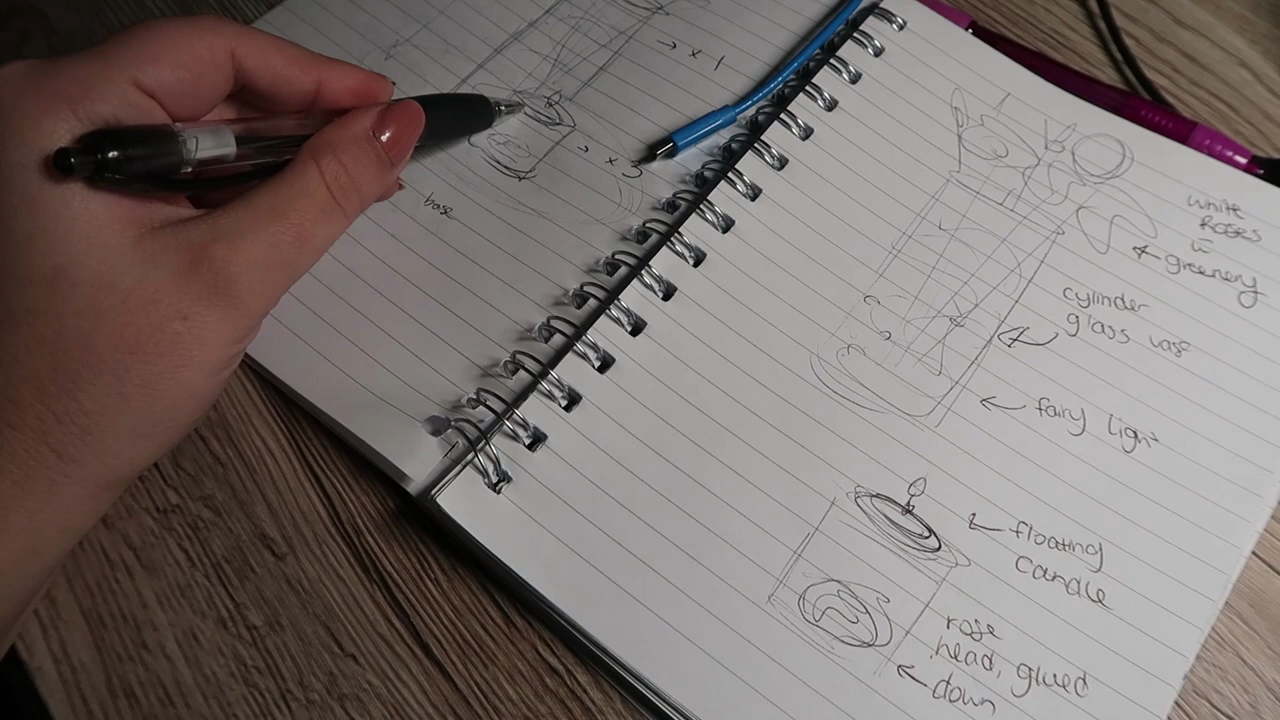 → x 1
→ x 3
base
white
Roses
+ greenery
cylinder
glass vase
fairy light
floating
candle
rose
head, glued
down